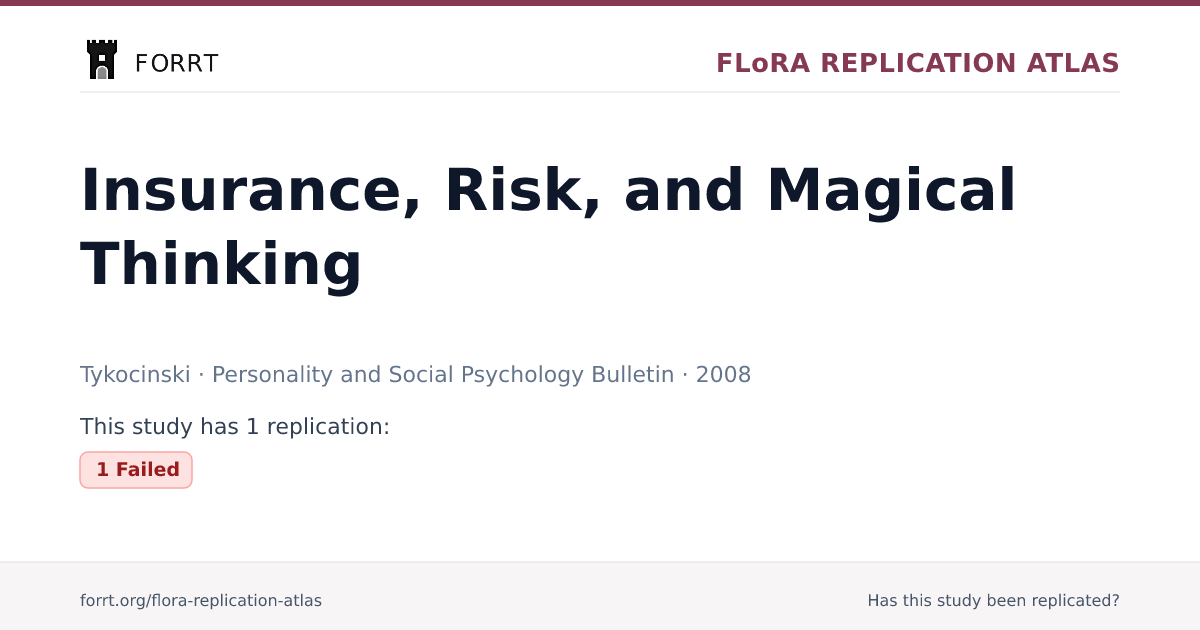 FORRT
FLoRA REPLICATION ATLAS
Insurance, Risk, and Magical
Thinking
Tykocinski · Personality and Social Psychology Bulletin · 2008
This study has 1 replication:
1 Failed
forrt.org/flora-replication-atlas
Has this study been replicated?